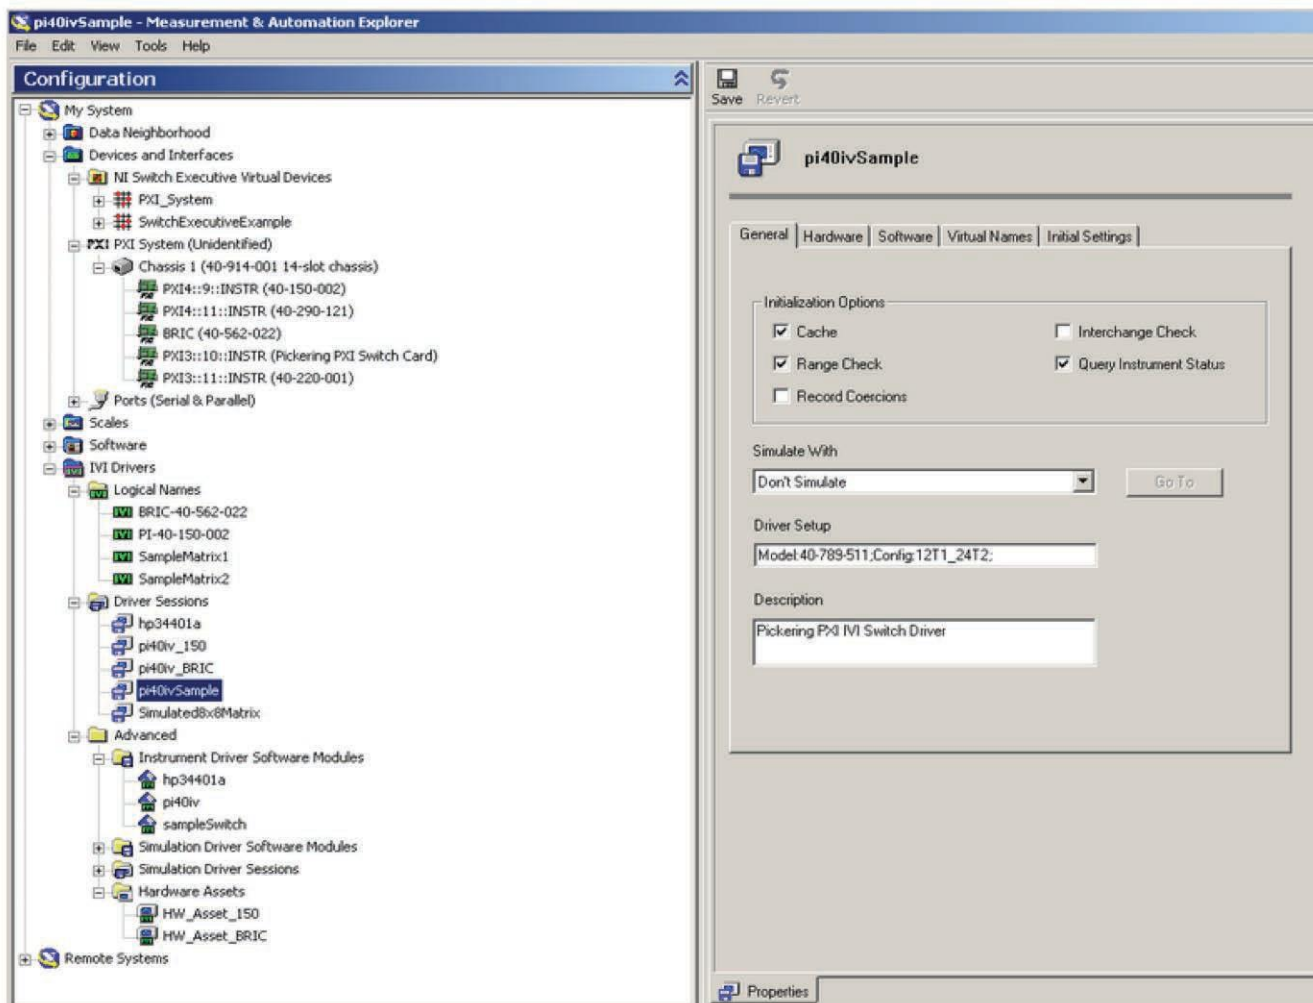 pi40ivSample - Measurement & Automation Explorer
File Edit View Tools Help
Configuration
My System
Data Neighborhood
Devices and Interfaces
NI Switch Executive Virtual Devices
PXI_System
SwitchExecutiveExample
PXI PXI System (Unidentified)
Chassis 1 (40-914-001 14-slot chassis)
PXI4::9::INSTR (40-150-002)
PXI4::11::INSTR (40-290-121)
BRIC (40-562-022)
PXI3::10::INSTR (Pickering PXI Switch Card)
PXI3::11::INSTR (40-220-001)
Ports (Serial & Parallel)
Scales
Software
IVI Drivers
Logical Names
IVI BRIC-40-562-022
IVI PI-40-150-002
IVI SampleMatrix1
IVI SampleMatrix2
Driver Sessions
hp34401a
pi40iv_150
pi40iv_BRIC
pi40ivSample
Simulated8x8Matrix
Advanced
Instrument Driver Software Modules
hp34401a
pi40iv
sampleSwitch
Simulation Driver Software Modules
Simulation Driver Sessions
Hardware Assets
HW_Asset_150
HW_Asset_BRIC
Remote Systems
Save Revert
pi40ivSample
General Hardware Software Virtual Names Initial Settings
Initialization Options
Cache Interchange Check
Range Check Query Instrument Status
Record Coercions
Simulate With
Don't Simulate Go To
Driver Setup
Model:40-789-511;Config:12T1_24T2;
Description
Pickering PXI IVI Switch Driver
Properties